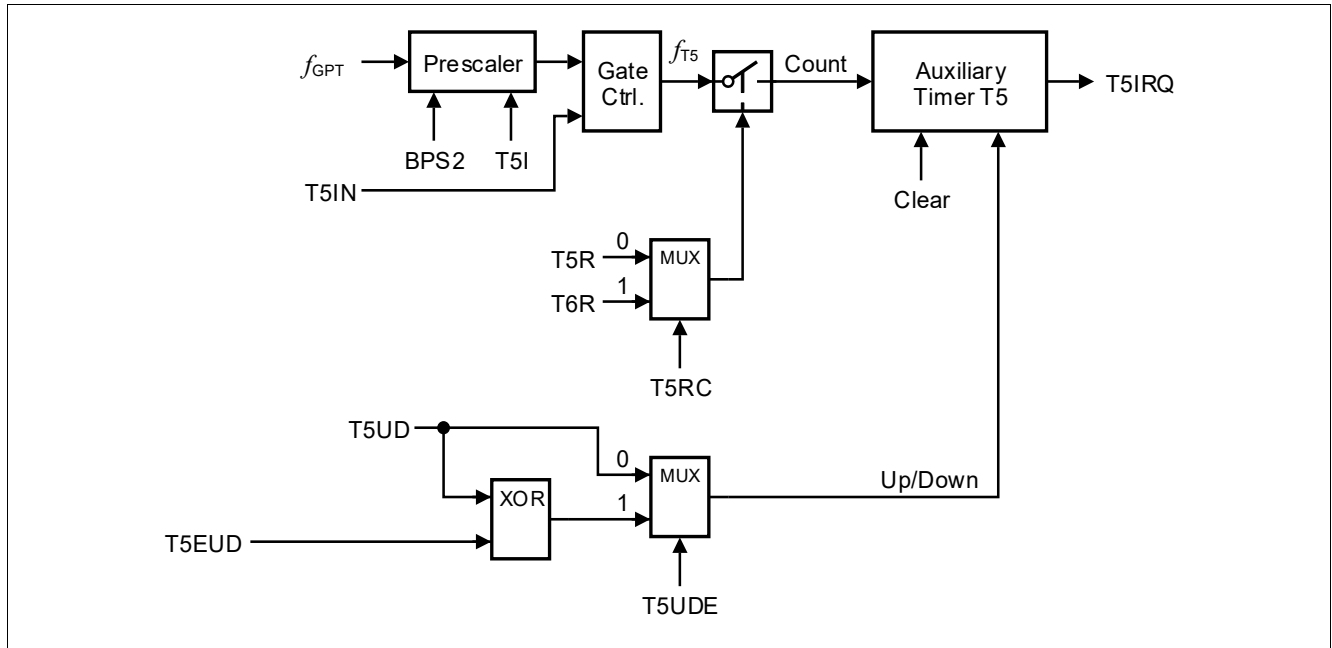 fGPT
Prescaler
Gate
Ctrl.
fT5
Count
Auxiliary
Timer T5
T5IRQ
BPS2
T5I
T5IN
Clear
T5R
0
MUX
T6R
1
T5RC
T5UD
0
MUX
XOR
1
Up/Down
T5EUD
T5UDE